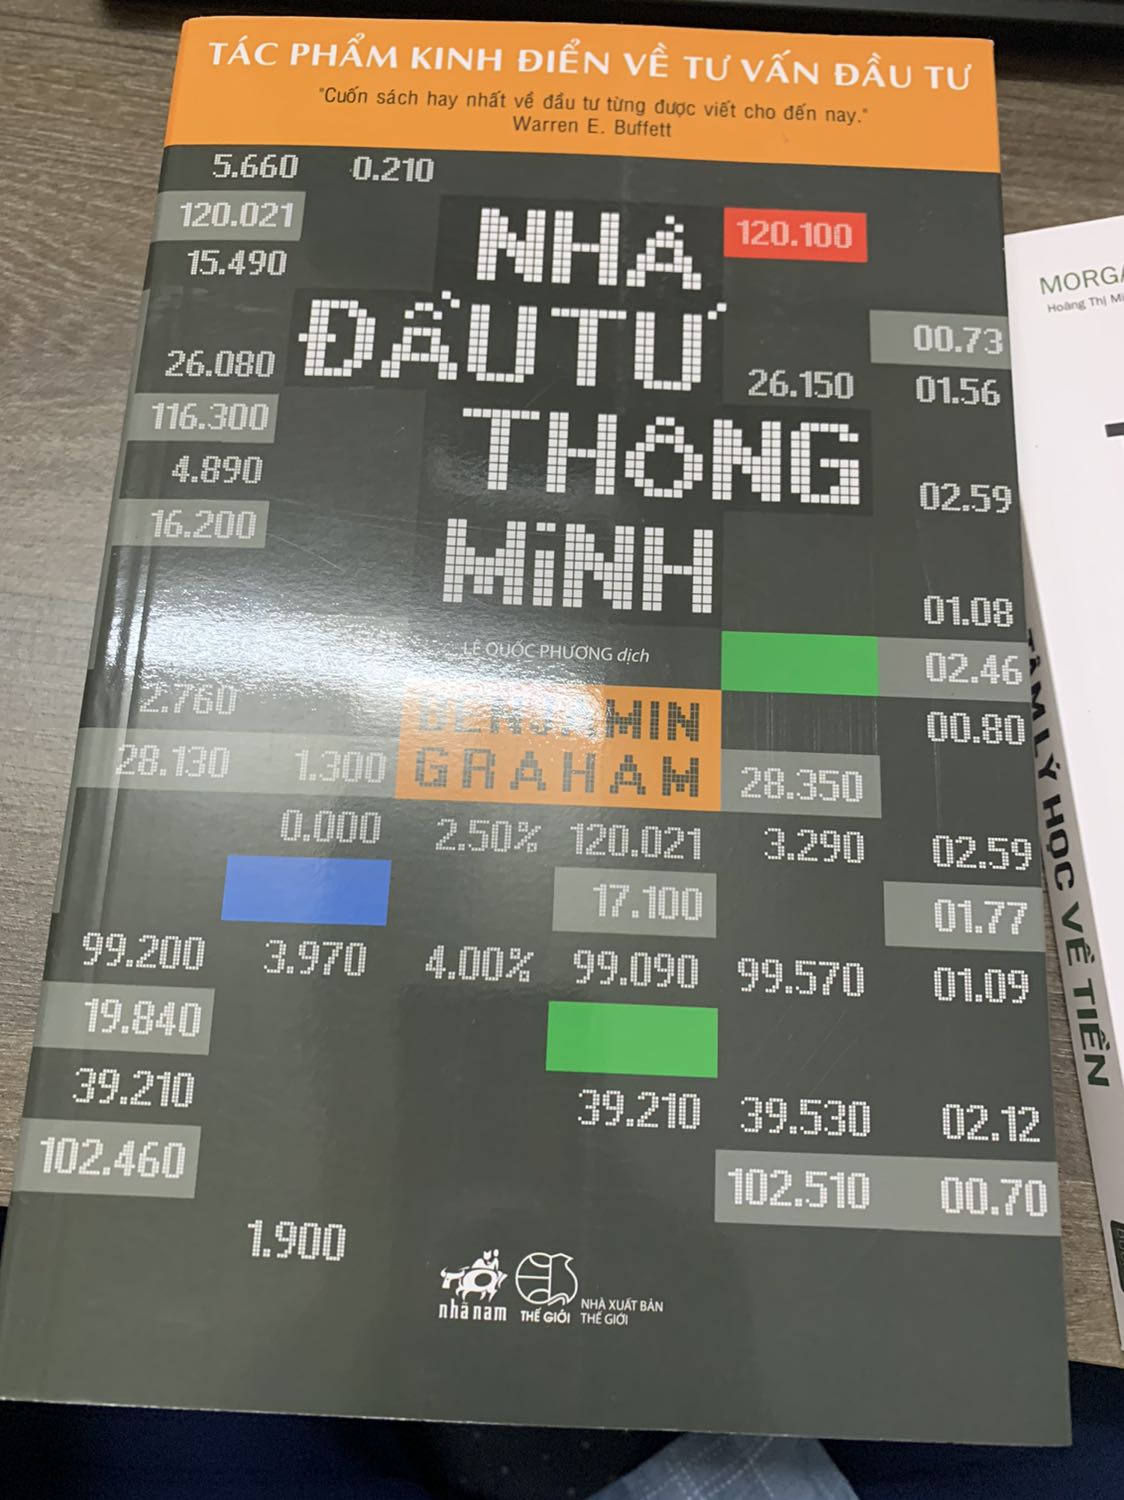 TÁC PHẨM KINH ĐIỂN VỀ TƯ VẤN ĐẦU TƯ
"Cuốn sách hay nhất về đầu tư từng được viết cho đến nay."
Warren E. Buffett
5.660 0.210
120.021
15.490
NHÀ
120.100
ĐẦU TƯ
00.73
26.080
26.150 01.56
116.300
THÔNG
4.890
02.59
16.200
MINH
01.08
LÊ QUỐC PHƯƠNG dịch
02.46
2.760
BENJAMIN
00.80
28.130 1.300
GRAHAM
28.350
0.000 2.50% 120.021 3.290 02.59
17.100 01.77
99.200 3.970 4.00% 99.090 99.570 01.09
19.840
39.210
39.210 39.530 02.12
102.460
102.510 00.70
1.900
nhã nam
THẾ GIỚI
NHÀ XUẤT BẢN
THẾ GIỚI
Hoàng Thị
TÂM LÝ HỌC VỀ TIỀN